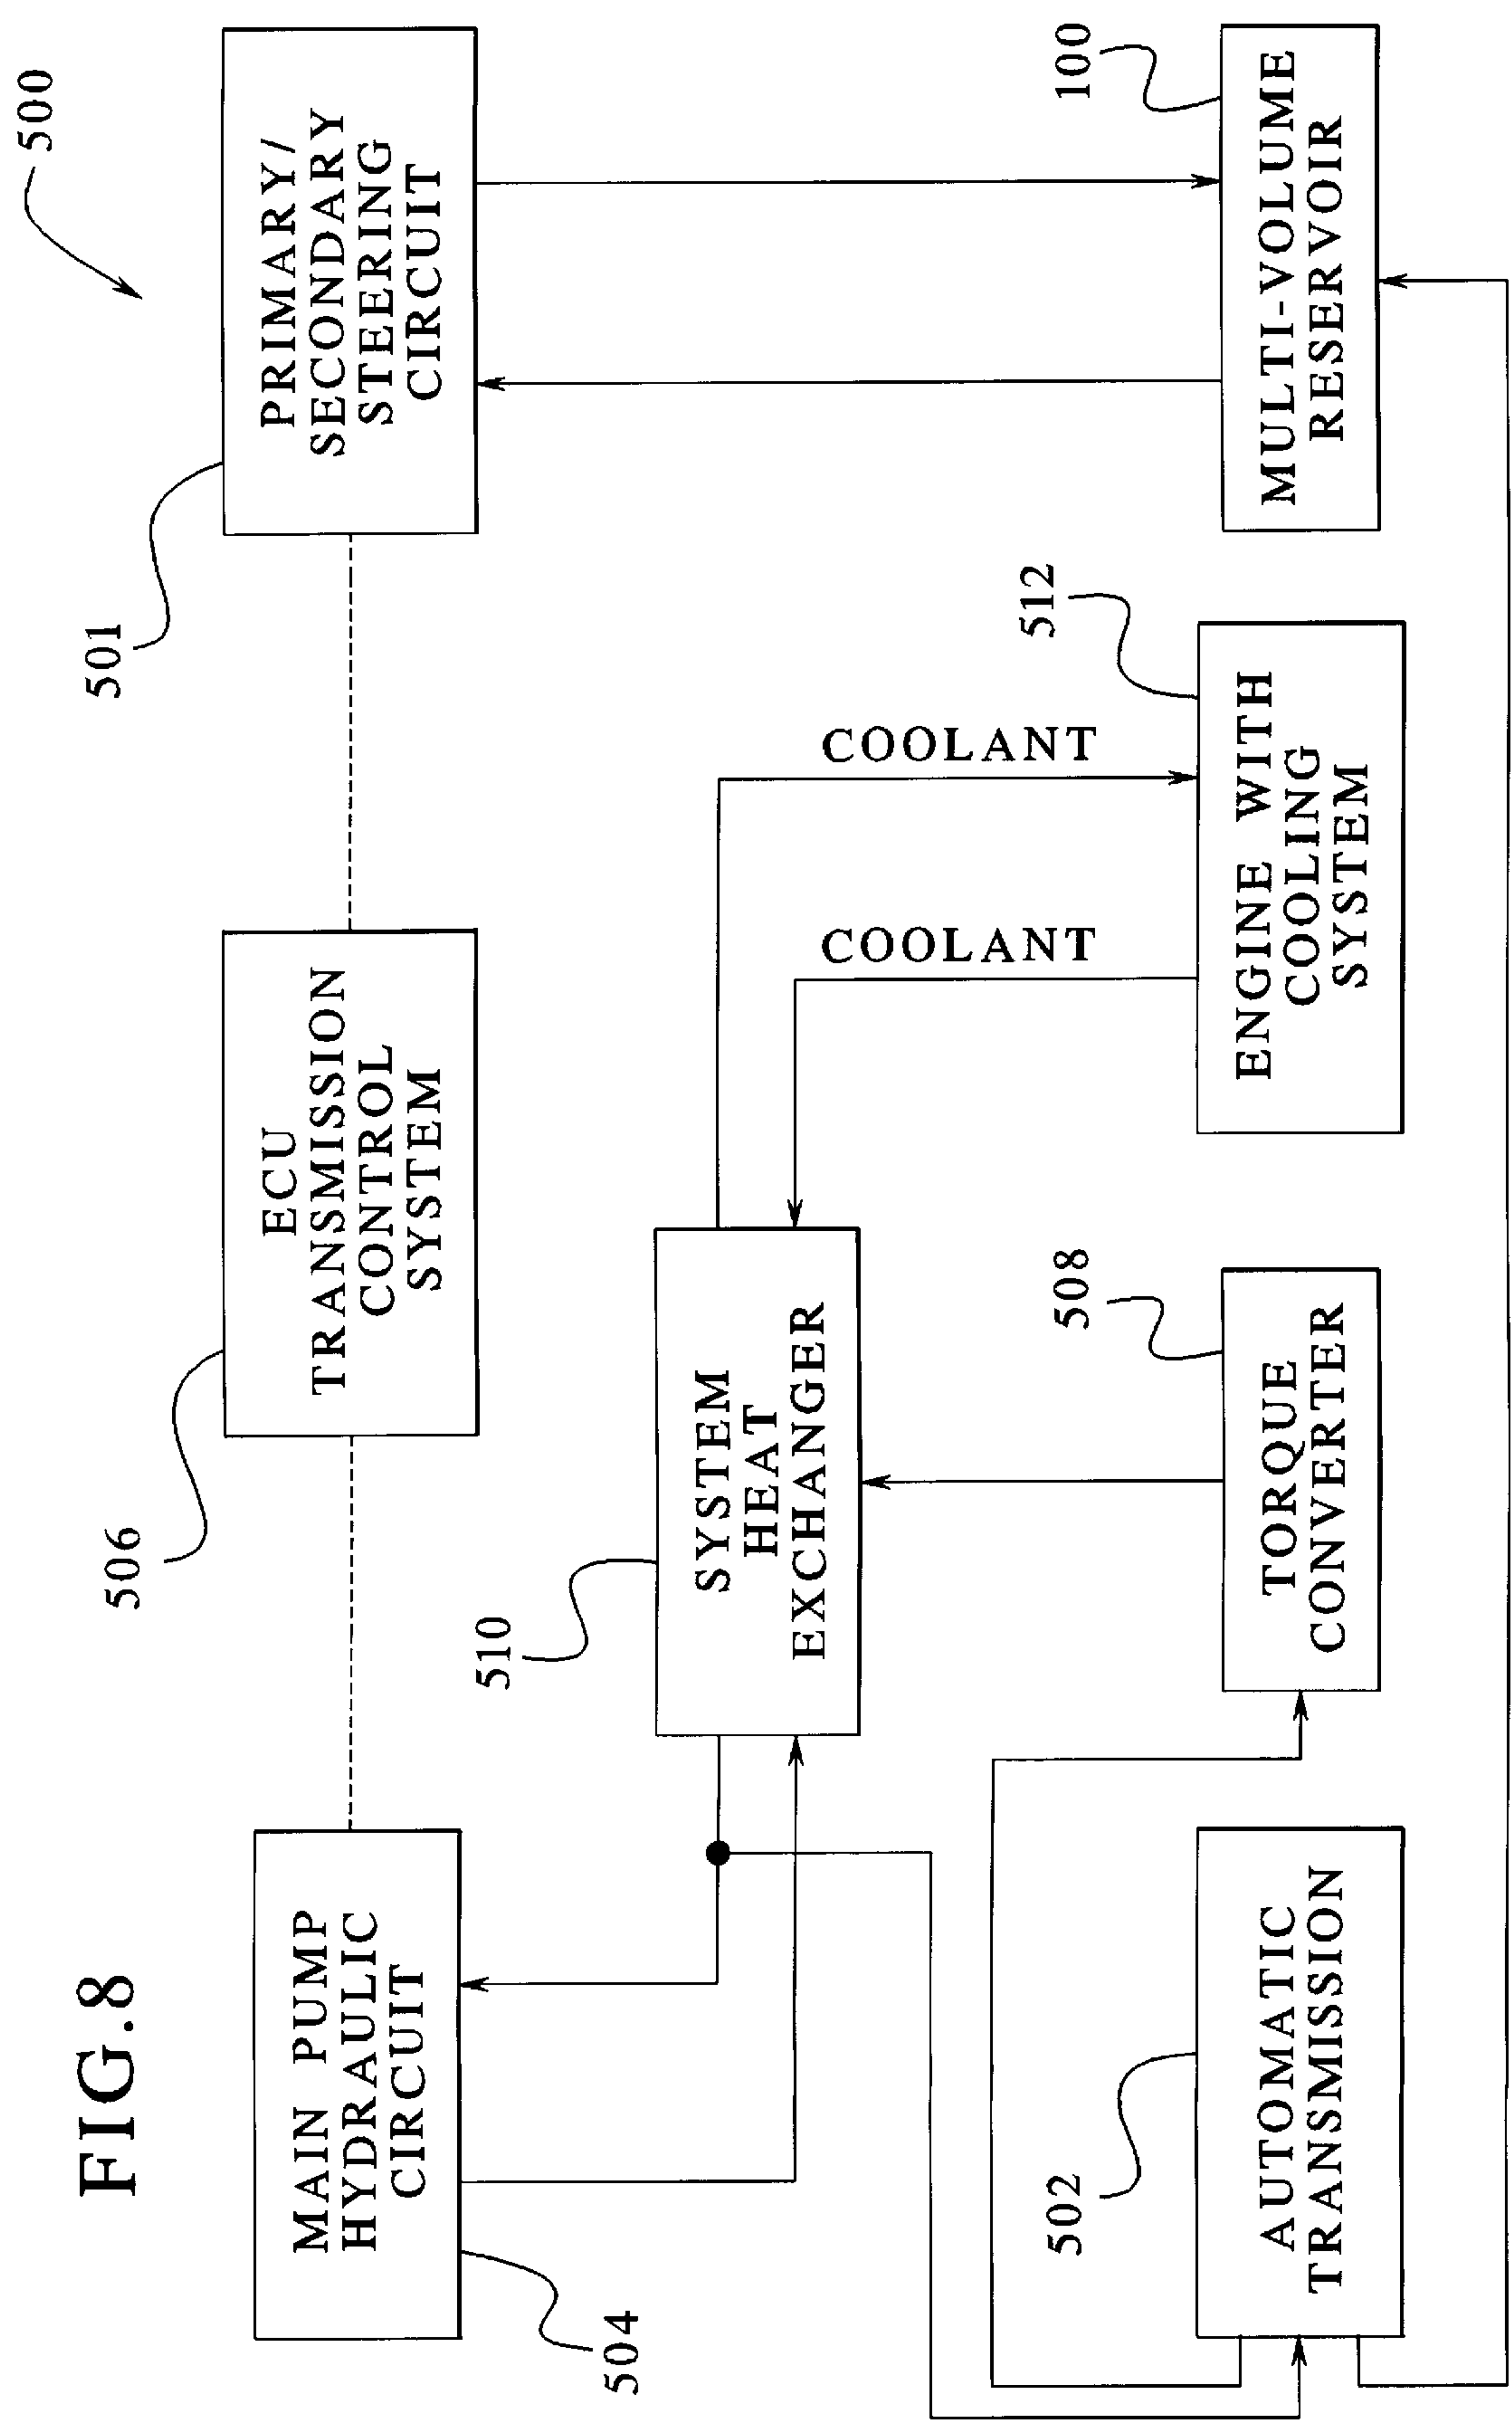 FIG.8
500
MAIN PUMP
HYDRAULIC
CIRCUIT
504
ECU
TRANSMISSION
CONTROL
SYSTEM
506
PRIMARY/
SECONDARY
STEERING
CIRCUIT
501
SYSTEM
HEAT
EXCHANGER
510
COOLANT
COOLANT
AUTOMATIC
TRANSMISSION
502
TORQUE
CONVERTER
508
ENGINE WITH
COOLING
SYSTEM
512
MULTI-VOLUME
RESERVOIR
100